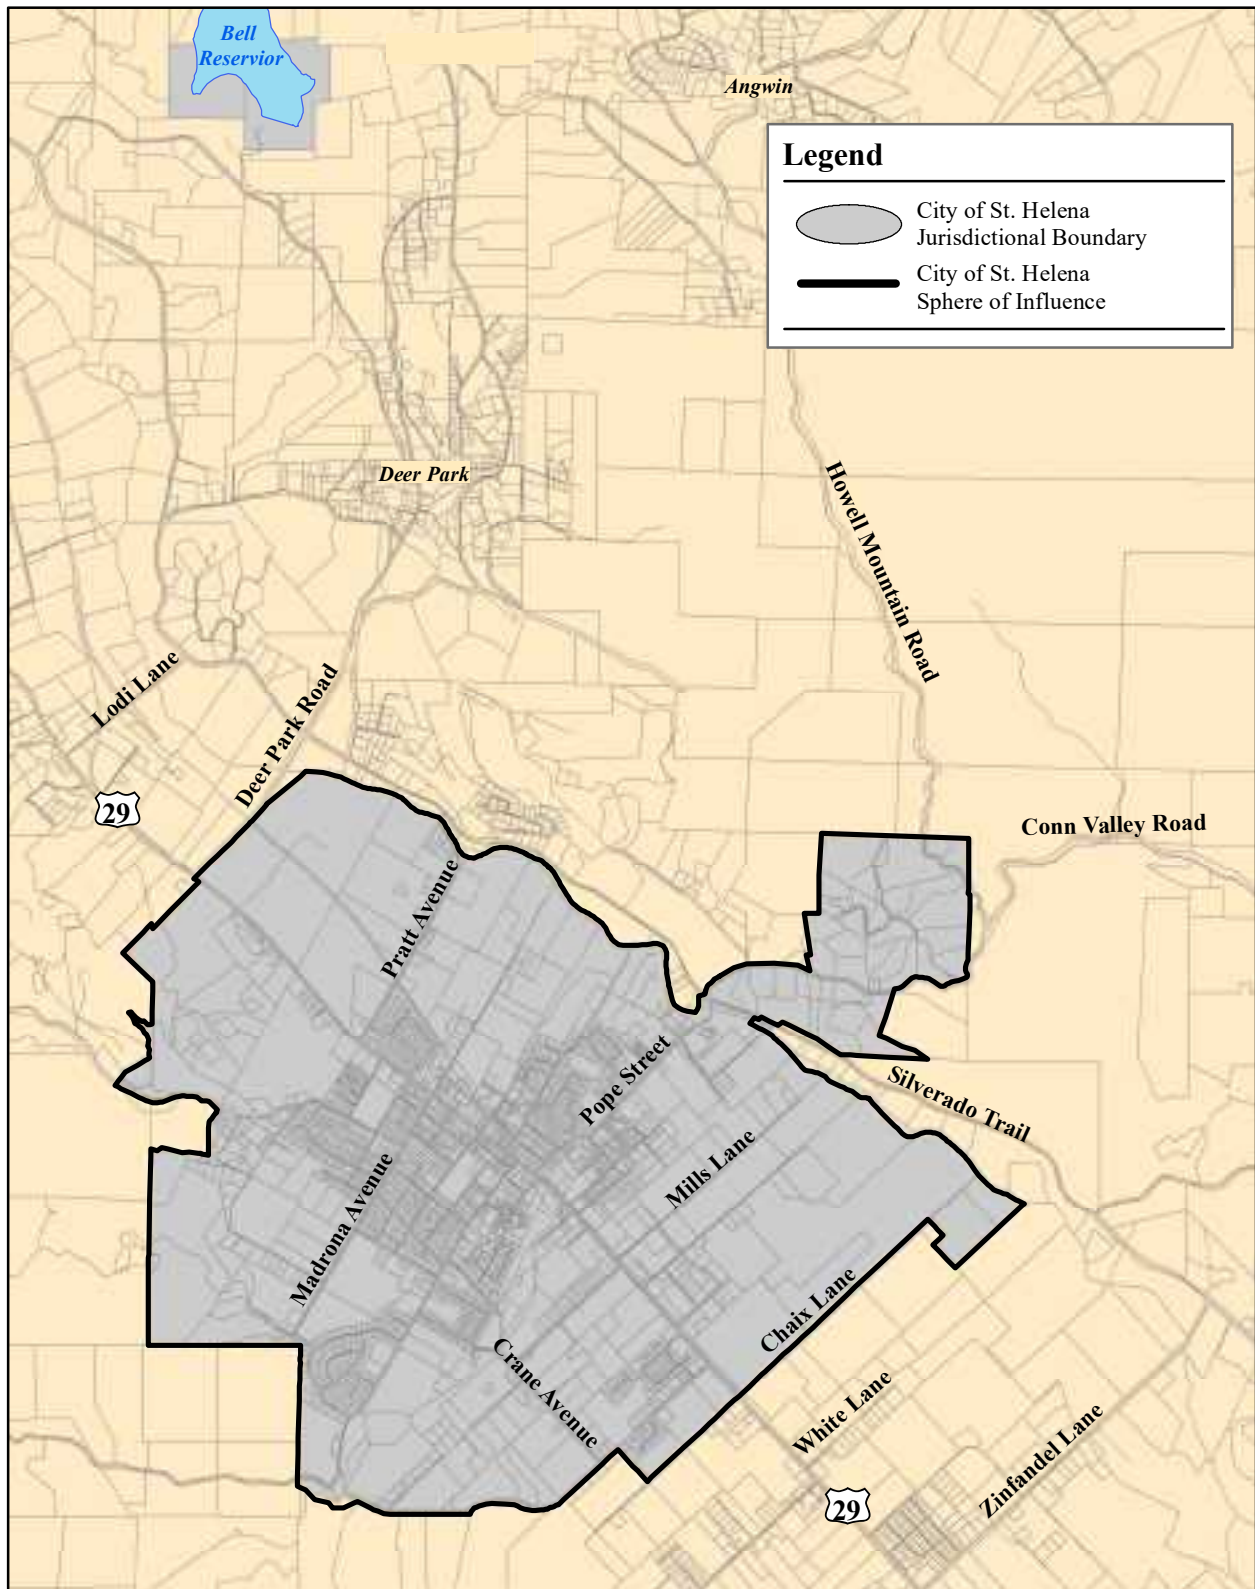 Bell
Reservior
Angwin
Legend
City of St. Helena
Jurisdictional Boundary
City of St. Helena
Sphere of Influence
Deer Park
Howell Mountain Road
Lodi Lane
Deer Park Road
29
Conn Valley Road
Pratt Avenue
Pope Street
Silverado Trail
Mills Lane
Madrona Avenue
Chaix Lane
Crane Avenue
White Lane
Zinfandel Lane
29